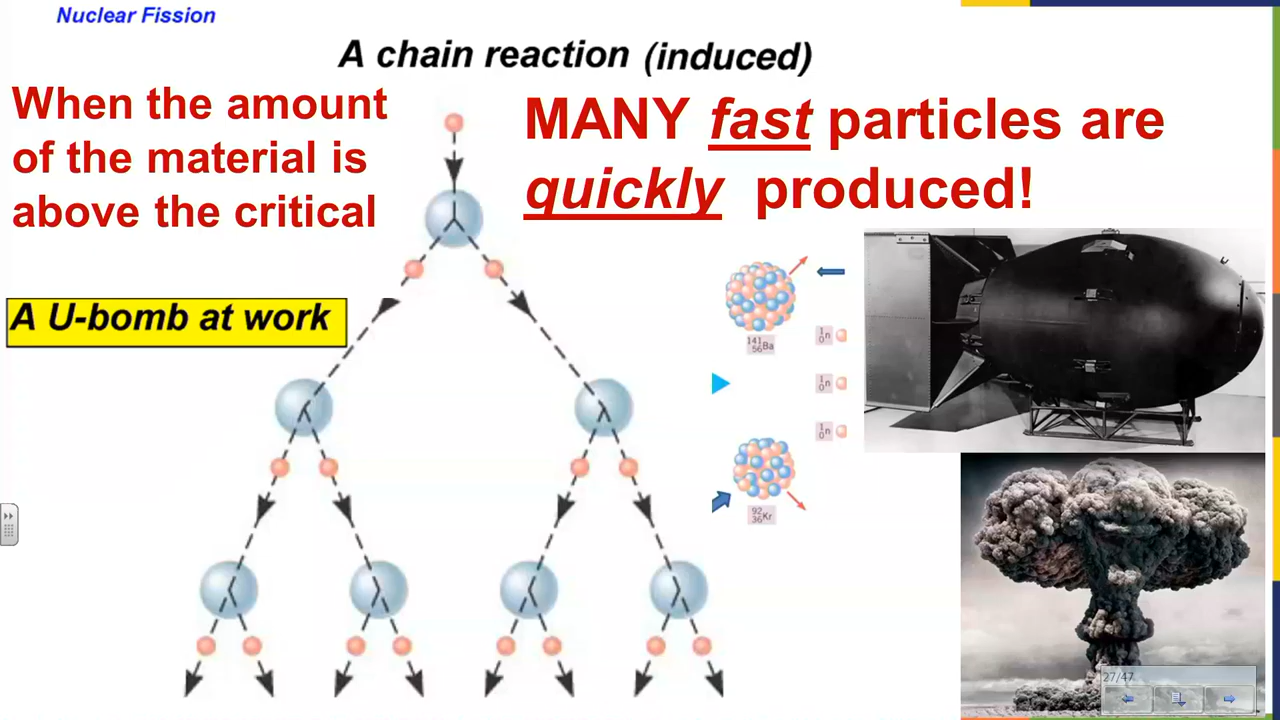 Nuclear Fission
A chain reaction (induced)
When the amount
of the material is
above the critical
MANY fast particles are
quickly produced!
A U-bomb at work
141
56Ba
1
0n
1
0n
1
0n
92
36Kr
27/47